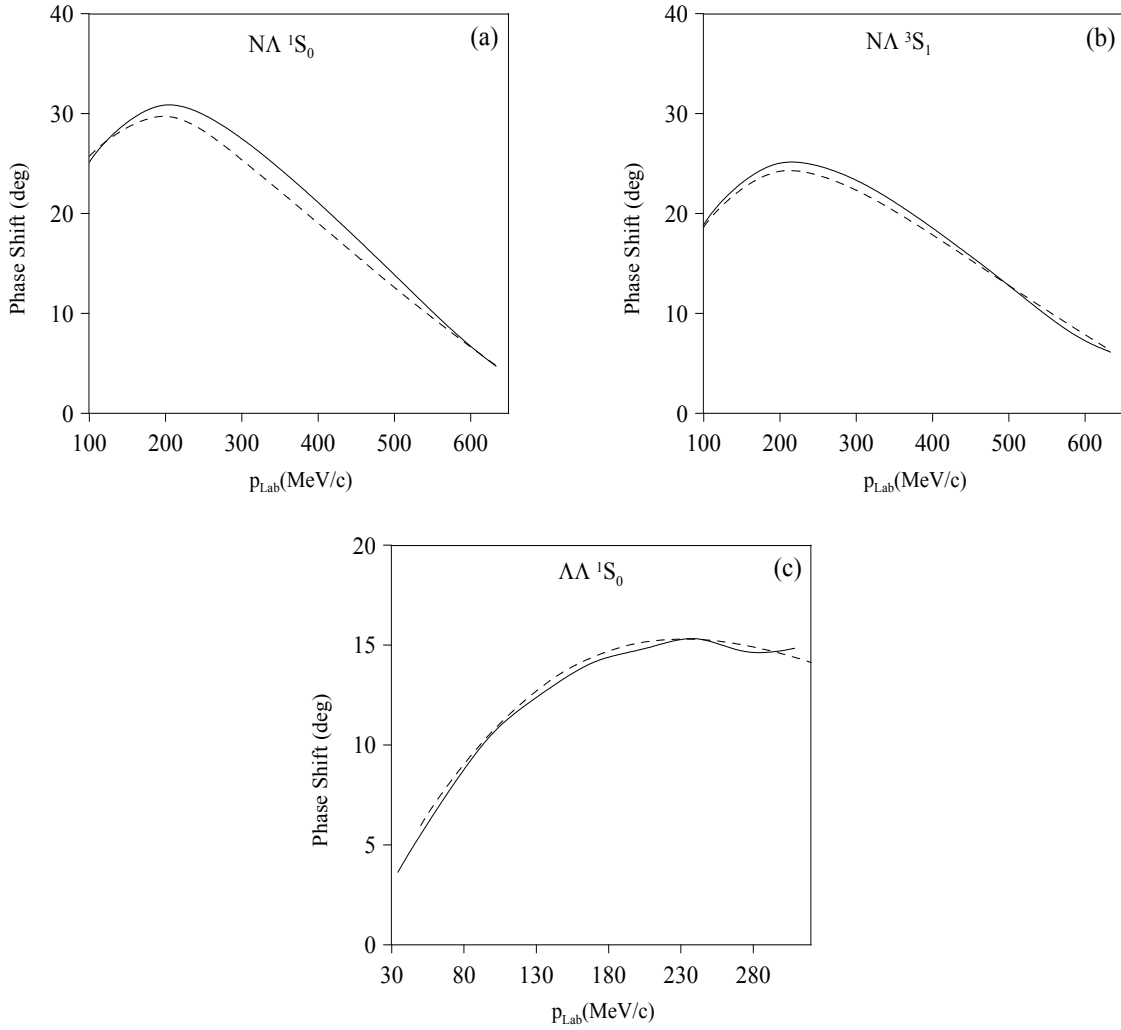 NΛ ¹S₀
(a)
40
30
20
10
0
Phase Shift (deg)
100 200 300 400 500 600
p_Lab(MeV/c)
NΛ ³S₁
(b)
40
30
20
10
0
Phase Shift (deg)
100 200 300 400 500 600
p_Lab(MeV/c)
ΛΛ ¹S₀
(c)
20
15
10
5
0
Phase Shift (deg)
30 80 130 180 230 280
p_Lab(MeV/c)